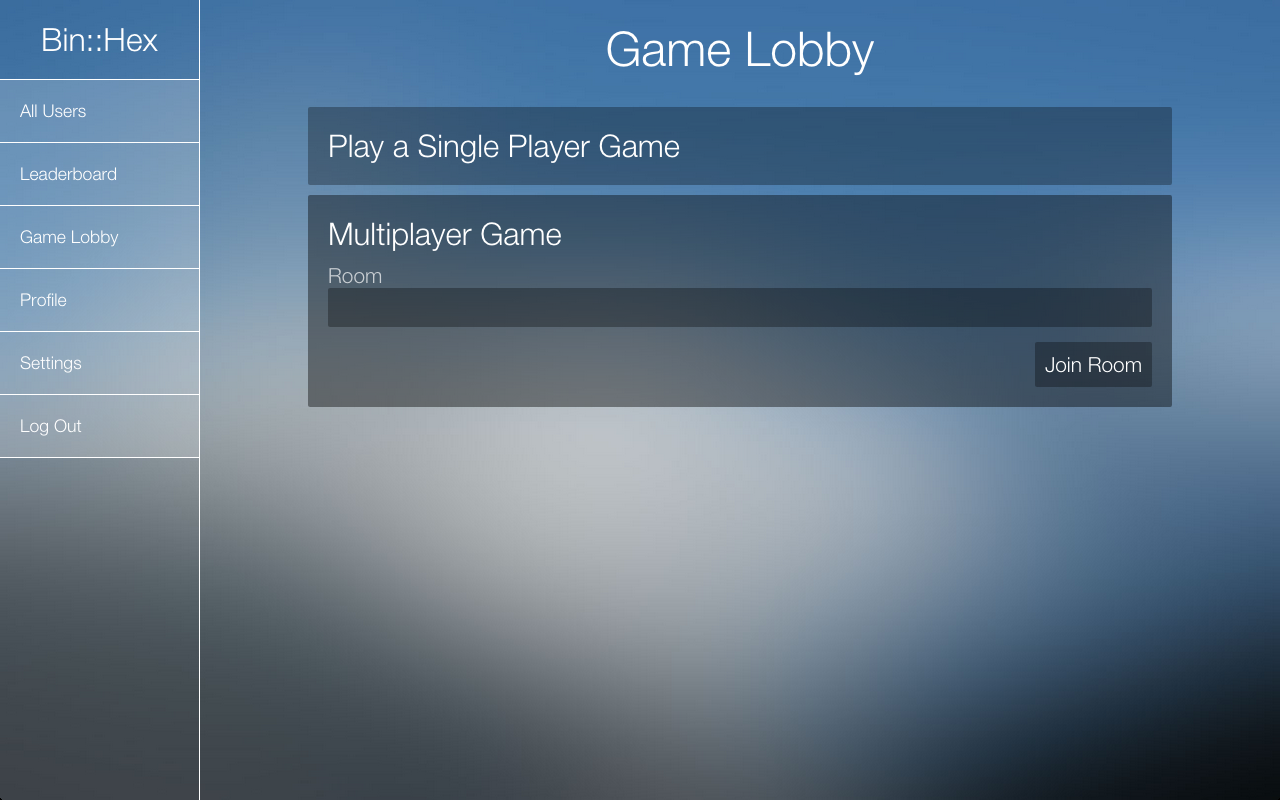 Bin::Hex
All Users
Leaderboard
Game Lobby
Profile
Settings
Log Out
Game Lobby
Play a Single Player Game
Multiplayer Game
Room
Join Room